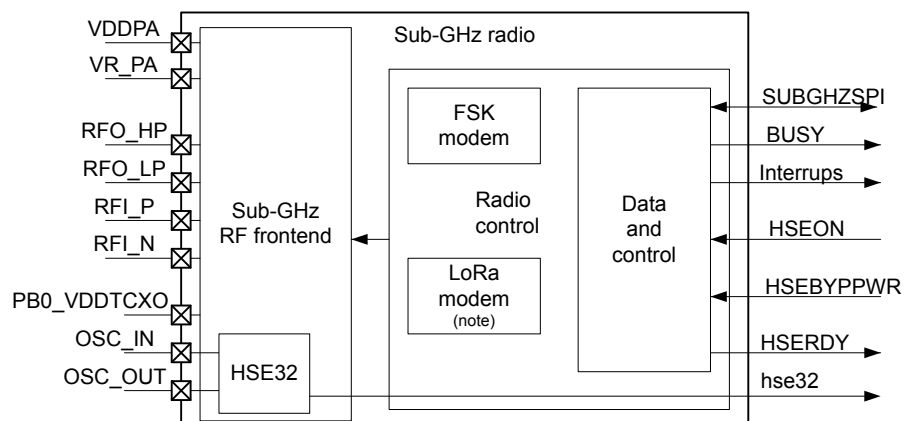 VDDPA
VR_PA
RFO_HP
RFO_LP
RFI_P
RFI_N
PB0_VDDTCXO
OSC_IN
OSC_OUT
Sub-GHz radio
Sub-GHz
RF frontend
HSE32
FSK
modem
Radio
control
LoRa
modem
(note)
Data
and
control
SUBGHZSPI
BUSY
Interrups
HSEON
HSEBYPPWR
HSERDY
hse32